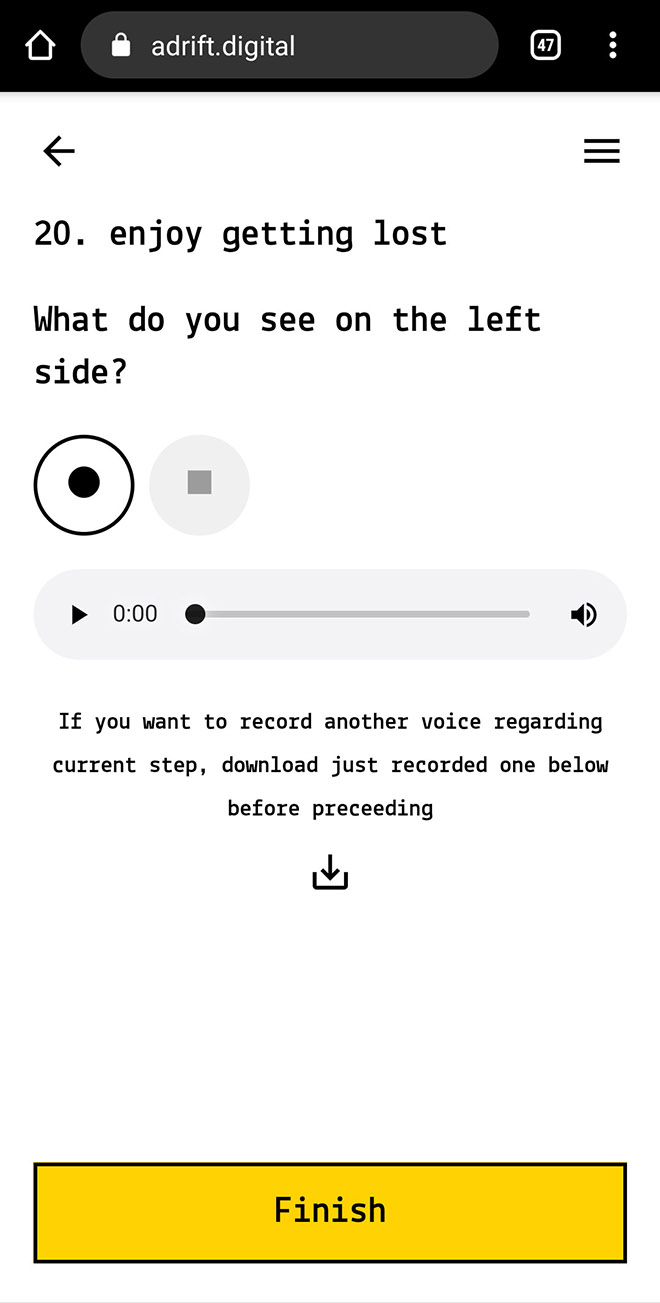 adrift.digital
47
20. enjoy getting lost
What do you see on the left
side?
0:00
If you want to record another voice regarding
current step, download just recorded one below
before preceeding
Finish